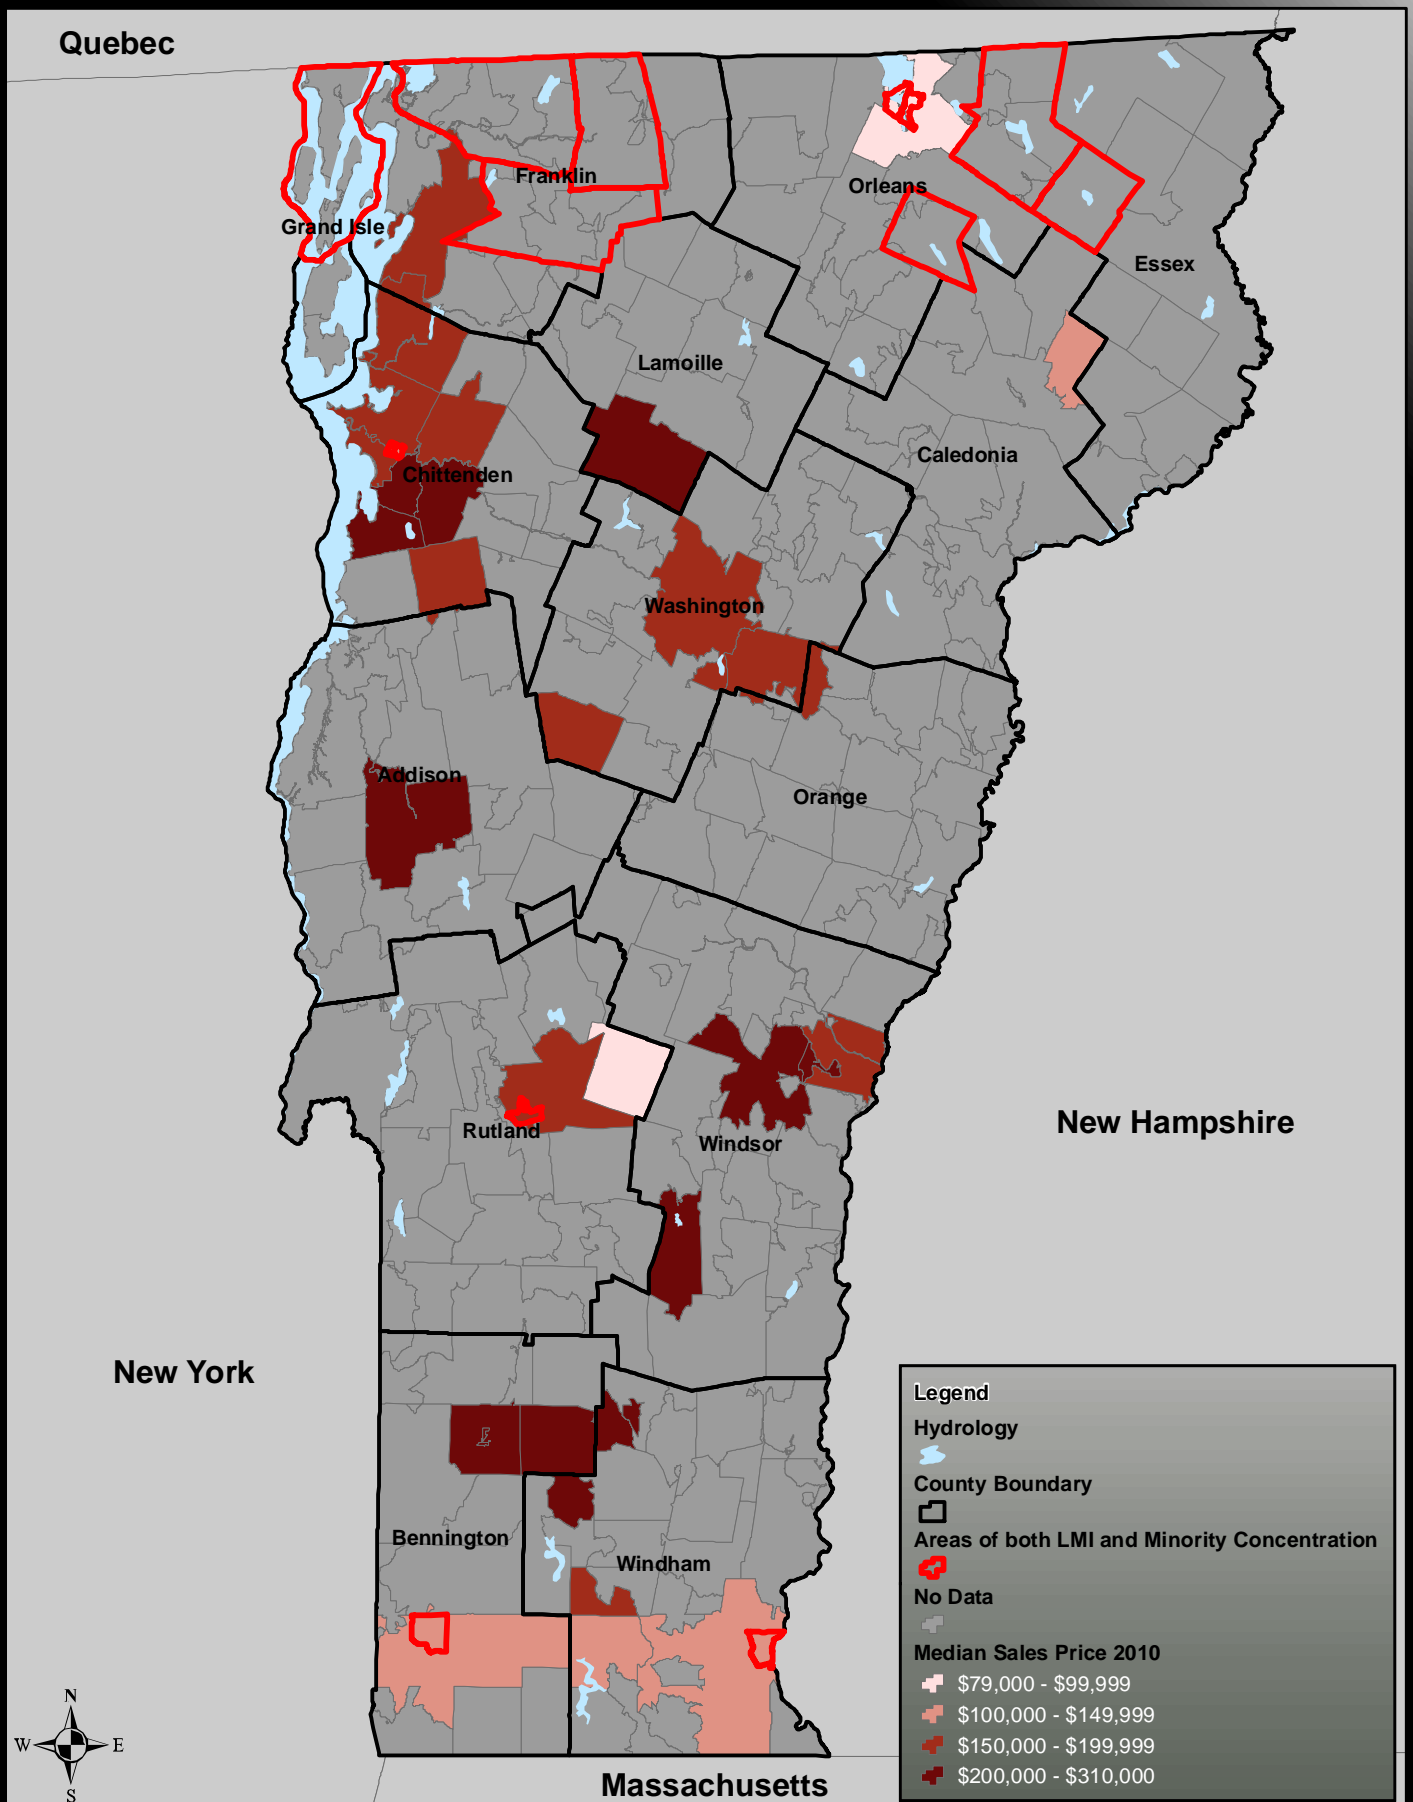 Quebec
Franklin
Orleans
Grand Isle
Essex
Lamoille
Caledonia
Chittenden
Washington
Addison
Orange
New Hampshire
Rutland
Windsor
New York
Bennington
Windham
Massachusetts
N
W
E
S
Legend
Hydrology
County Boundary
Areas of both LMI and Minority Concentration
No Data
Median Sales Price 2010
$79,000 - $99,999
$100,000 - $149,999
$150,000 - $199,999
$200,000 - $310,000